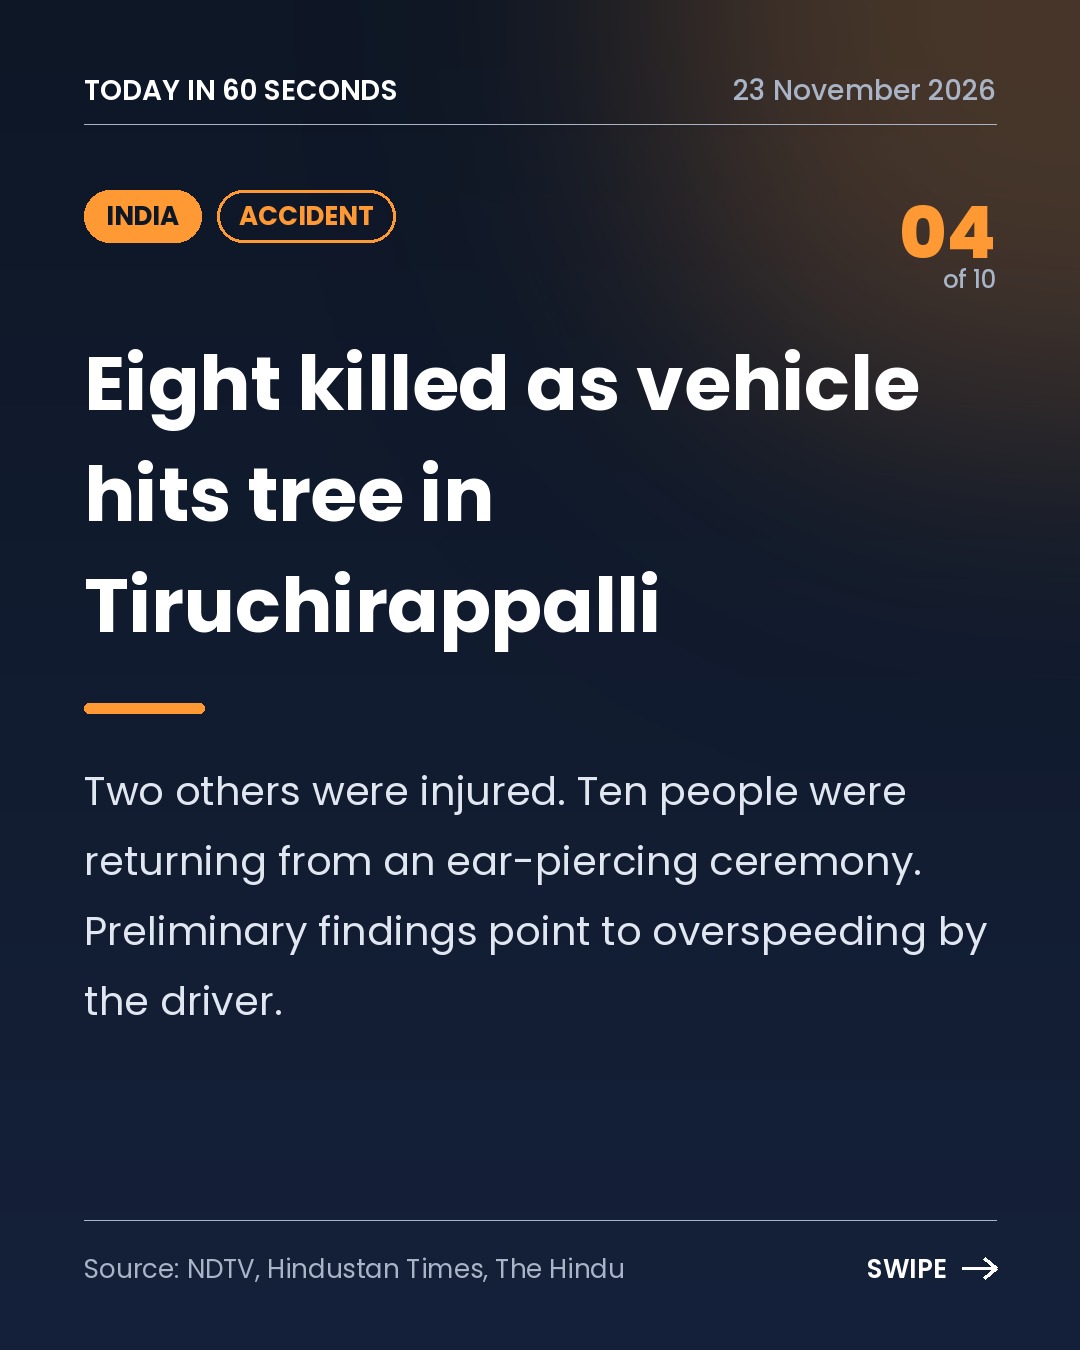 TODAY IN 60 SECONDS
23 November 2026
INDIA
ACCIDENT
04
of 10
Eight killed as vehicle
hits tree in
Tiruchirappalli
Two others were injured. Ten people were
returning from an ear-piercing ceremony.
Preliminary findings point to overspeeding by
the driver.
Source: NDTV, Hindustan Times, The Hindu
SWIPE